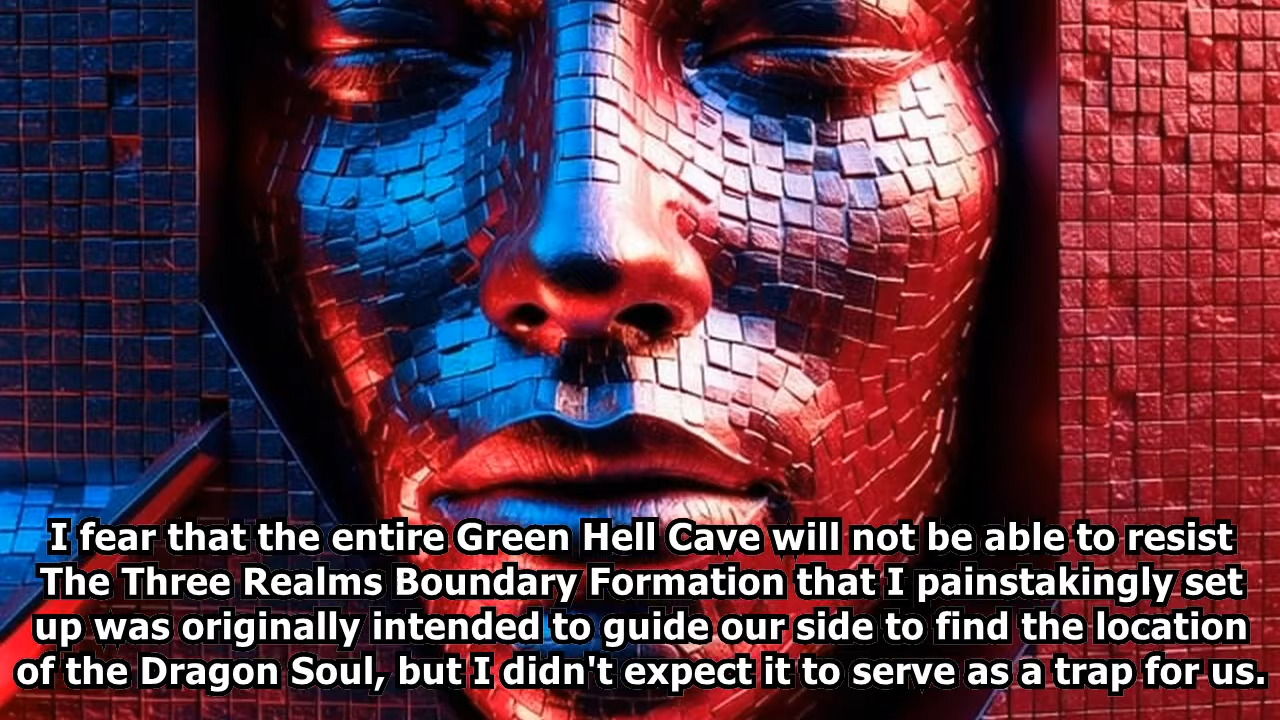 I fear that the entire Green Hell Cave will not be able to resist
The Three Realms Boundary Formation that I painstakingly set
up was originally intended to guide our side to find the location
of the Dragon Soul, but I didn't expect it to serve as a trap for us.